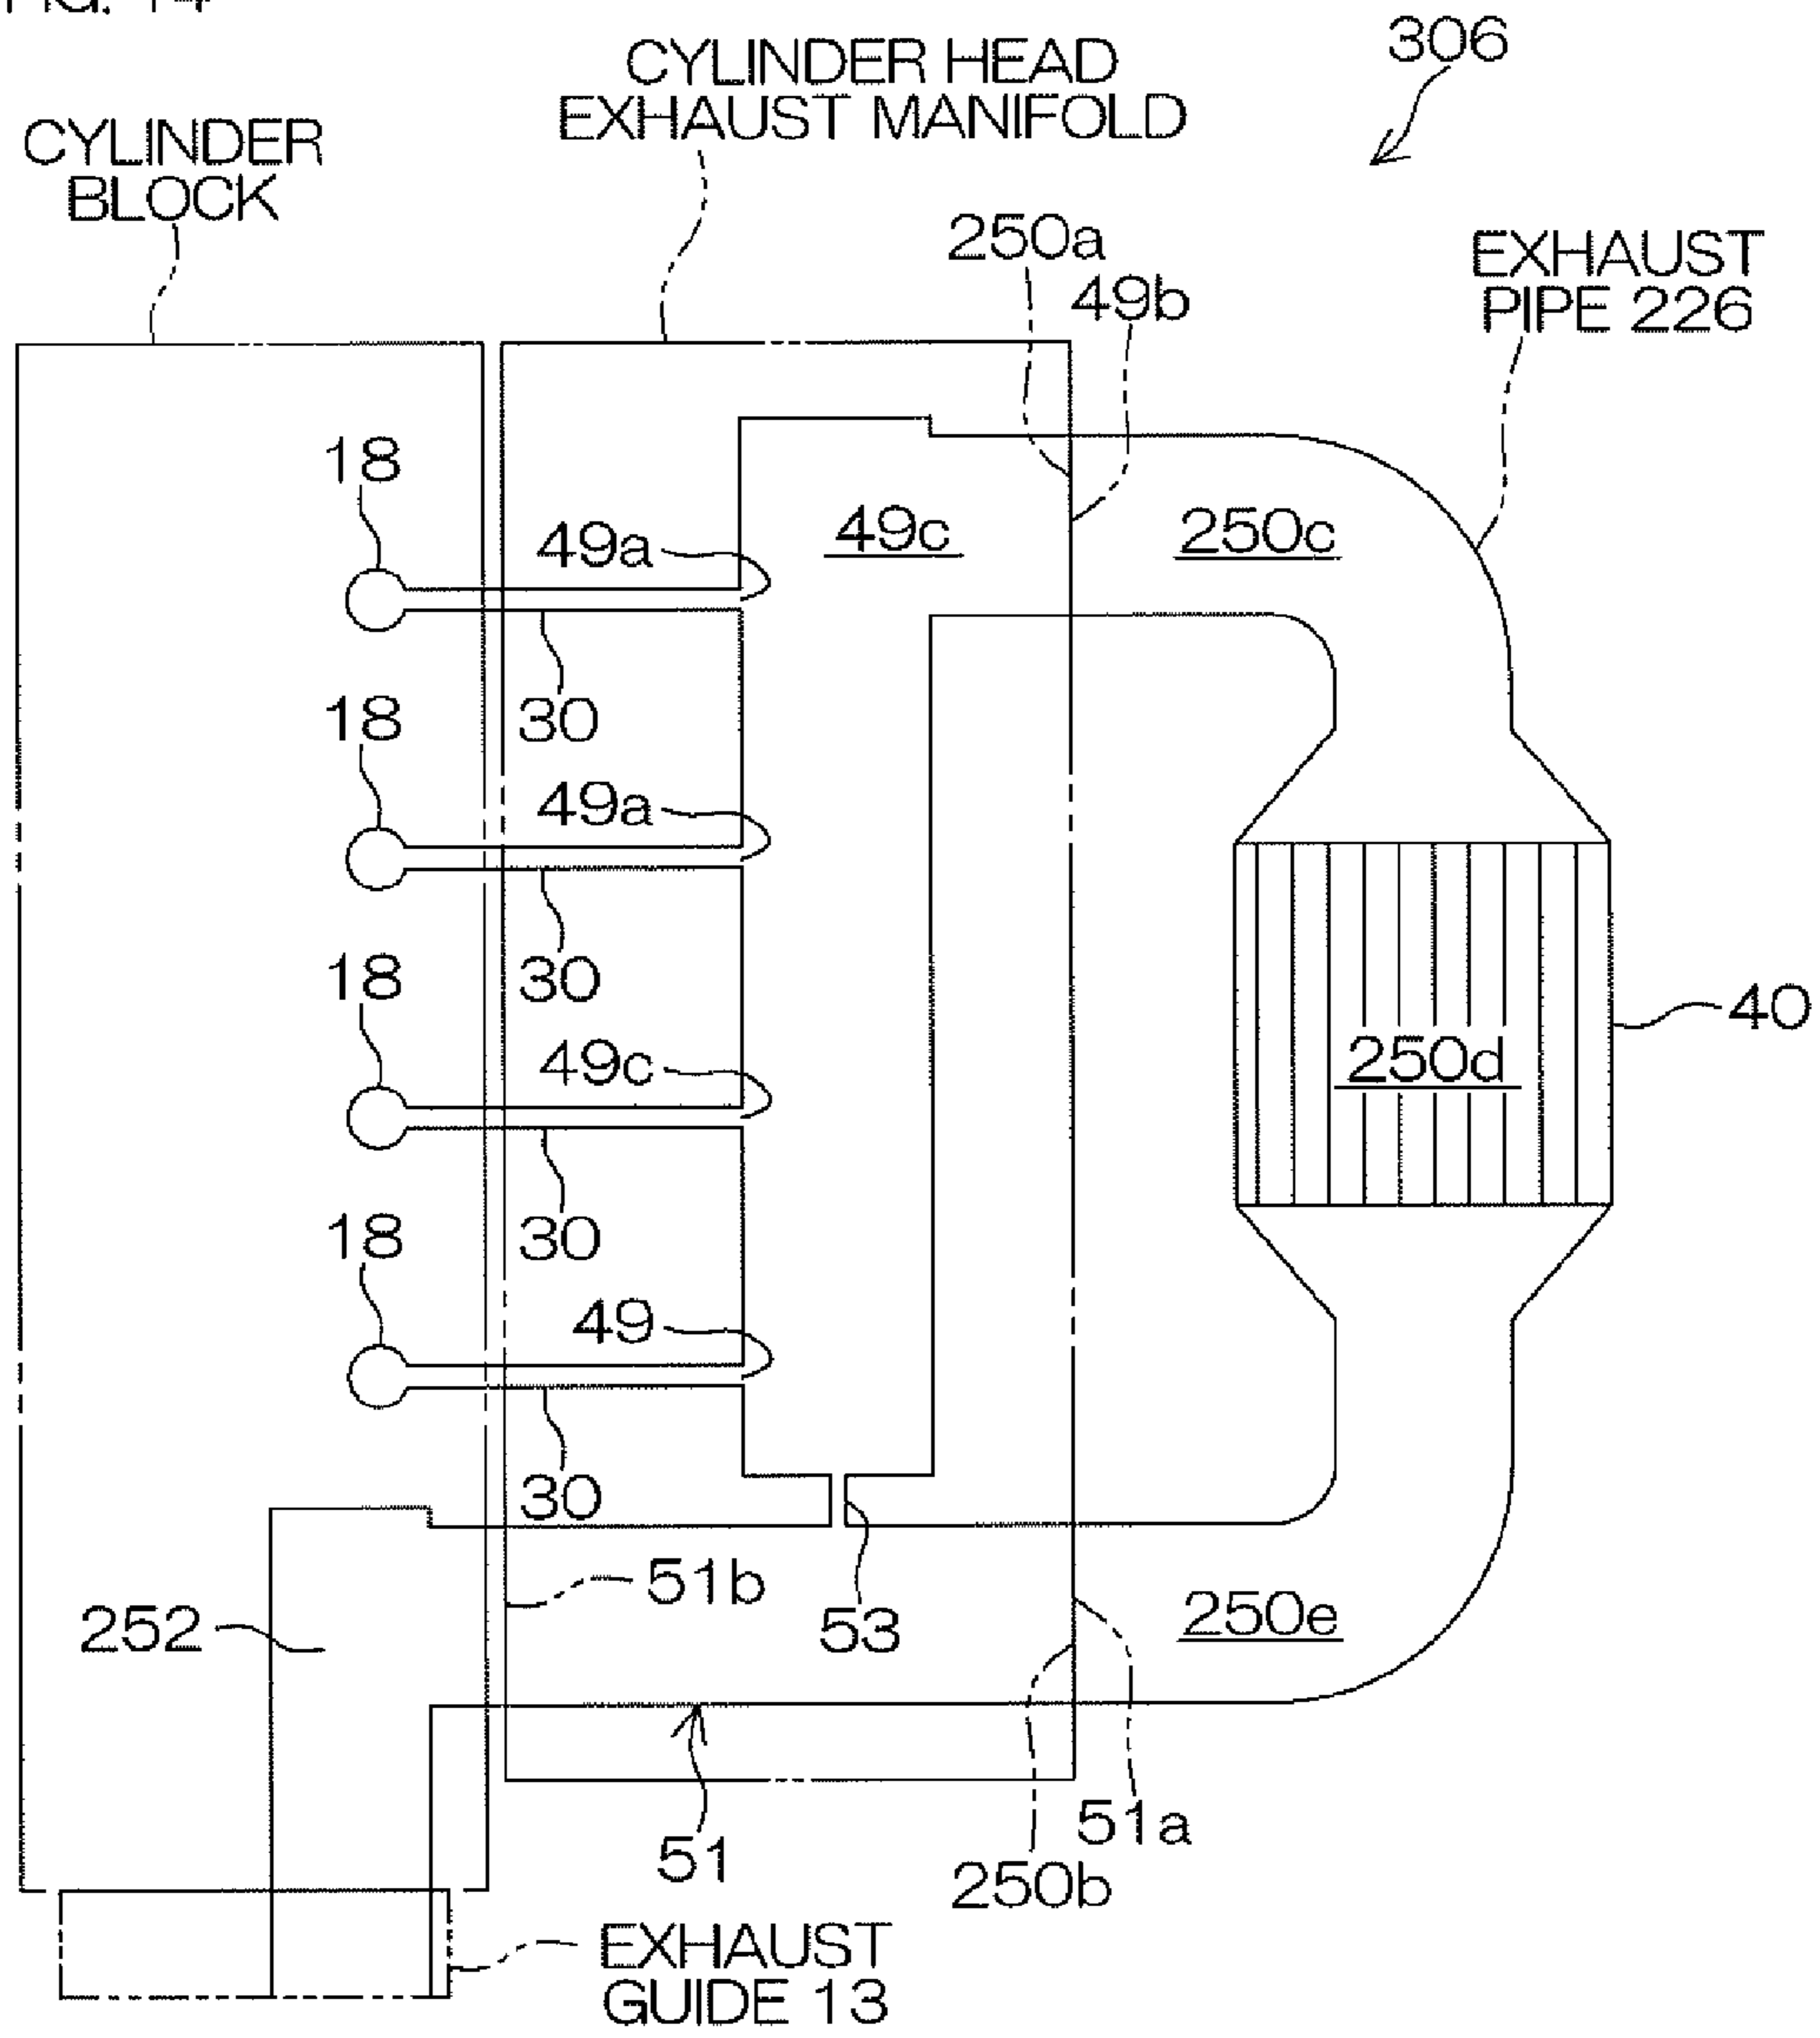 FIG. 14
306
CYLINDER HEAD
EXHAUST MANIFOLD
CYLINDER
BLOCK
250a
49b
EXHAUST
PIPE 226
18
49a
49c
250c
30
18
49a
30
18
49c
30
40
250d
18
49
30
51b
53
252
250e
51
51a
250b
EXHAUST
GUIDE 13